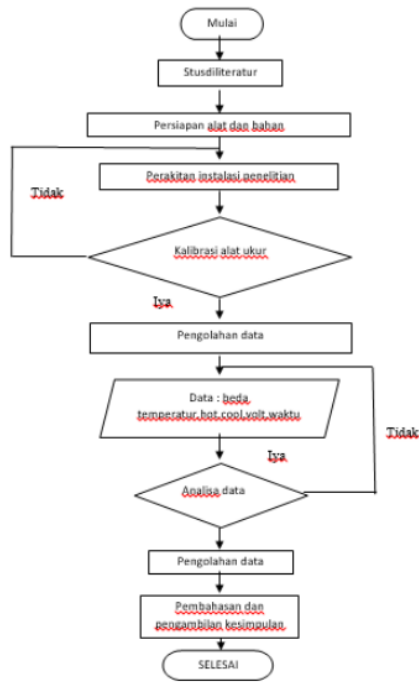 Mulai
Stusdiliteratur
Persiapan alat dan bahan
Perakitan instalasi penelitian
Tidak
Kalibrasi alat ukur
Iya
Pengolahan data
Data : beda
temperatur,hot,cool,volt,waktu
Tidak
Iya
Analisa data
Pengolahan data
Pembahasan dan
pengambilan kesimpulan
SELESAI